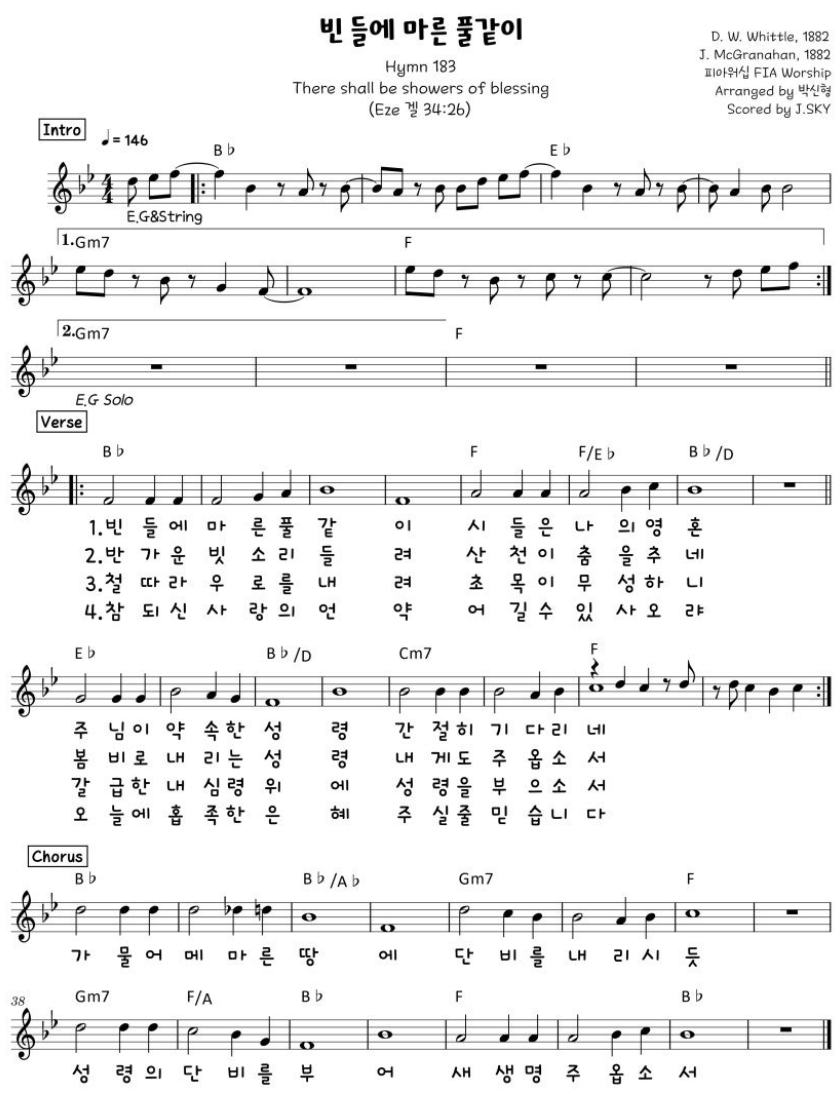 빈 들에 마른 풀같이
Hymn 183
There shall be showers of blessing
(Eze 겔 34:26)
D. W. Whittle, 1882
J. McGranahan, 1882
피아워십 FIA Worship
Arranged by 박신형
Scored by J.SKY
Intro
♩ = 146
B♭ E♭
E.G&String
1. Gm7 F
2. Gm7 F
E.G Solo
Verse
B♭ F F/E♭ B♭/D
1.빈 들 에 마 른 풀 같 이 시 들 은 나 의 영 혼
2.반 가 운 빗 소 리 들 려 산 천 이 춤 을 추 네
3.철 따 라 우 로 를 내 려 초 목 이 무 성 하 니
4.참 되 신 사 랑 의 언 약 어 길 수 있 사 오 랴
E♭ B♭/D Cm7 F
주 님 이 약 속 한 성 령 간 절 히 기 다 리 네
봄 비 로 내 리 는 성 령 내 게 도 주 옵 소 서
갈 급 한 내 심 령 위 에 성 령 을 부 으 소 서
오 늘 에 흡 족 한 은 혜 주 실 줄 믿 습 니 다
Chorus
B♭ B♭/A♭ Gm7 F
가 물 어 메 마 른 땅 에 단 비 를 내 리 시 듯
38
Gm7 F/A B♭ F B♭
성 령 의 단 비 를 부 어 새 생 명 주 옵 소 서